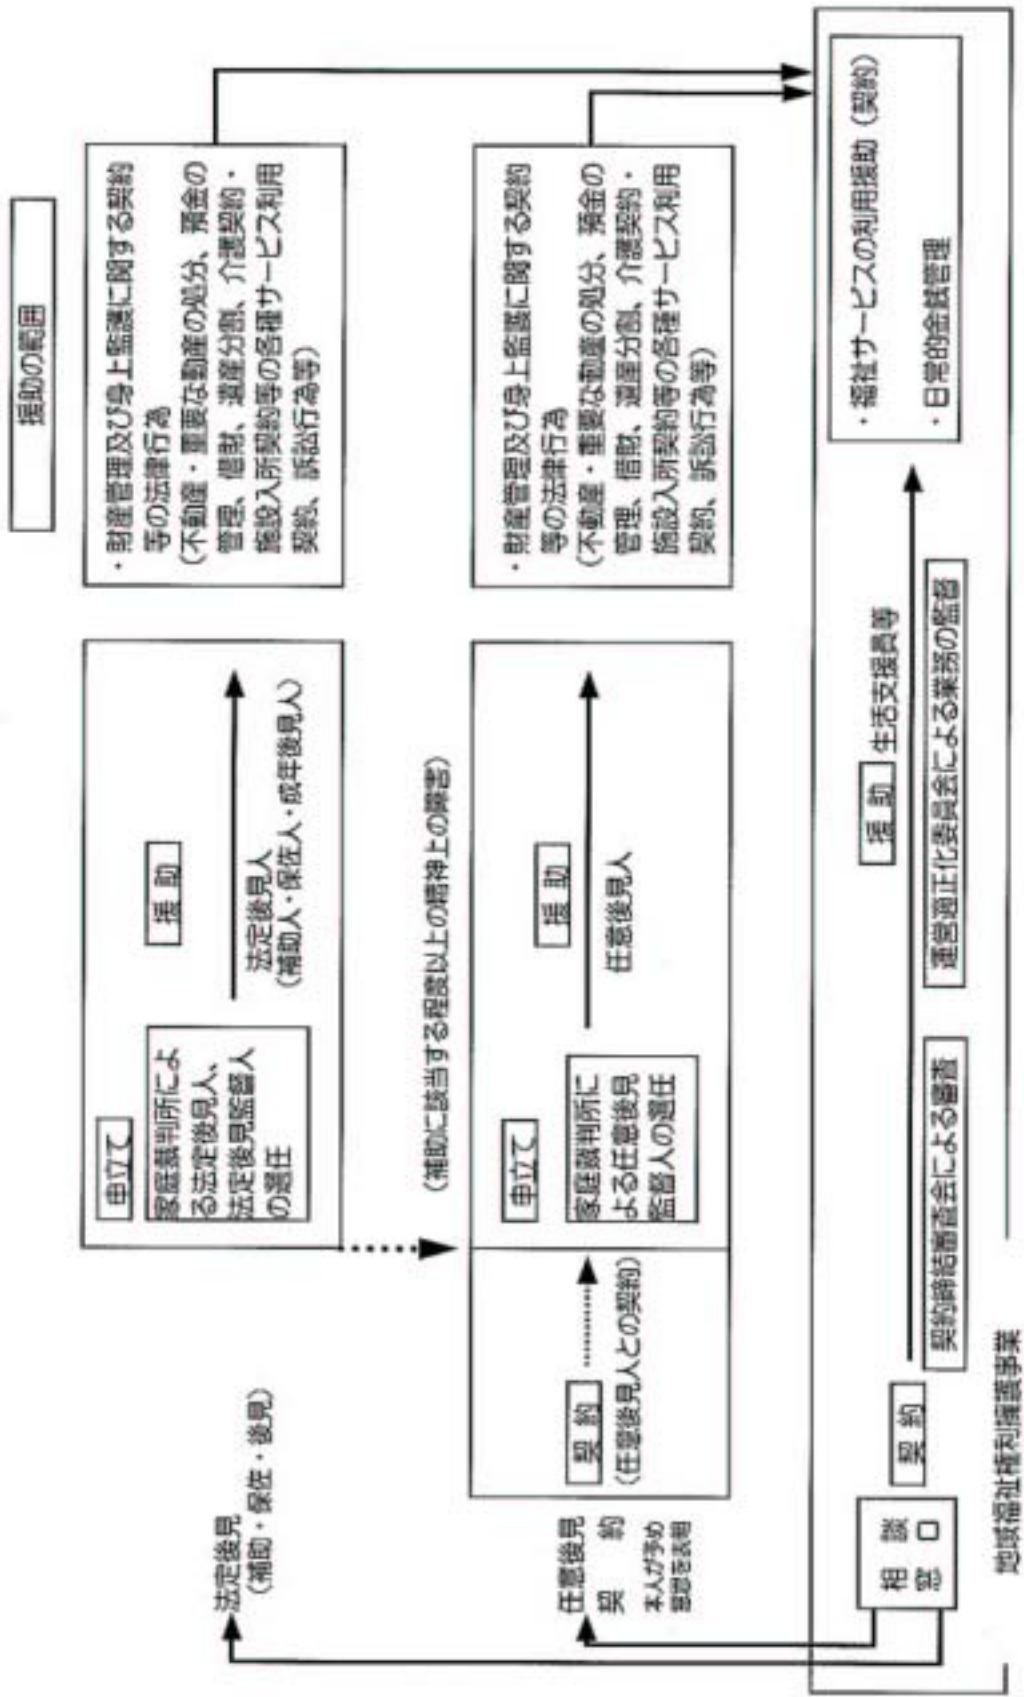 援助の範囲
法定後見
(補助・保佐・後見)
申立て
家庭裁判所によ
る法定後見人、
法定後見監督人
の選任
援 助
法定後見人
(補助人・保佐人・成年後見人)
・財産管理及び身上監護に関する契約
等の法律行為
(不動産・重要な動産の処分、預金の
管理、借財、遺産分割、介護契約・
施設入所契約等の各種サービス利用
契約、訴訟行為等)
(補助に該当する程度以上の精神上の障害)
任意後見
契 約
本人が予め
意思を表明
契 約
(任意後見人との契約)
申立て
家庭裁判所に
よる任意後見
監督人の選任
援 助
任意後見人
・財産管理及び身上監護に関する契約
等の法律行為
(不動産・重要な動産の処分、預金の
管理、借財、遺産分割、介護契約・
施設入所契約等の各種サービス利用
契約、訴訟行為等)
相 談
窓 口
契 約
契約締結審査会による審査
援 助
生活支援員等
運営適正化委員会による業務の監督
・福祉サービスの利用援助(契約)
・日常的金銭管理
地域福祉権利擁護事業